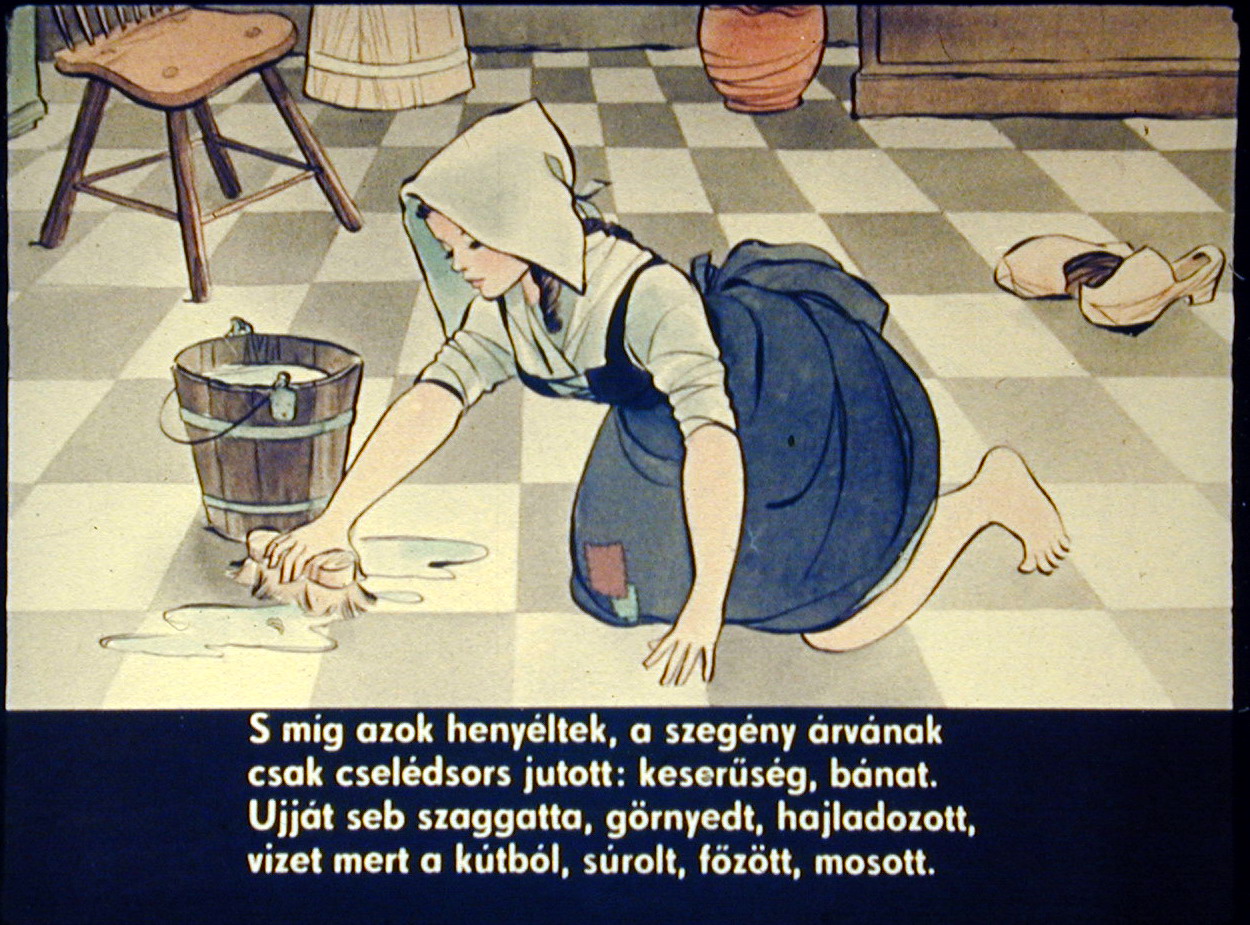 S míg azok henyéltek, a szegény árvának
csak cselédsors jutott: keserűség, bánat.
Ujját seb szaggatta, görnyedt, hajladozott,
vizet mert a kútból, súrolt, főzött, mosott.